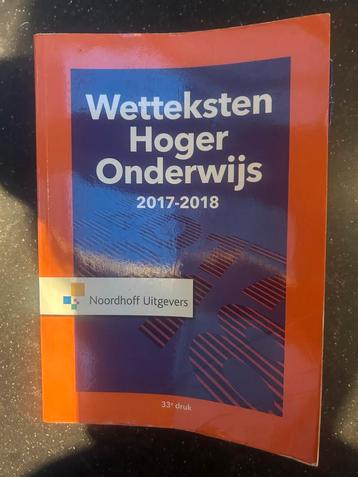 Wetteksten
Hoger
Onderwijs
2017-2018
Noordhoff Uitgevers
33e druk